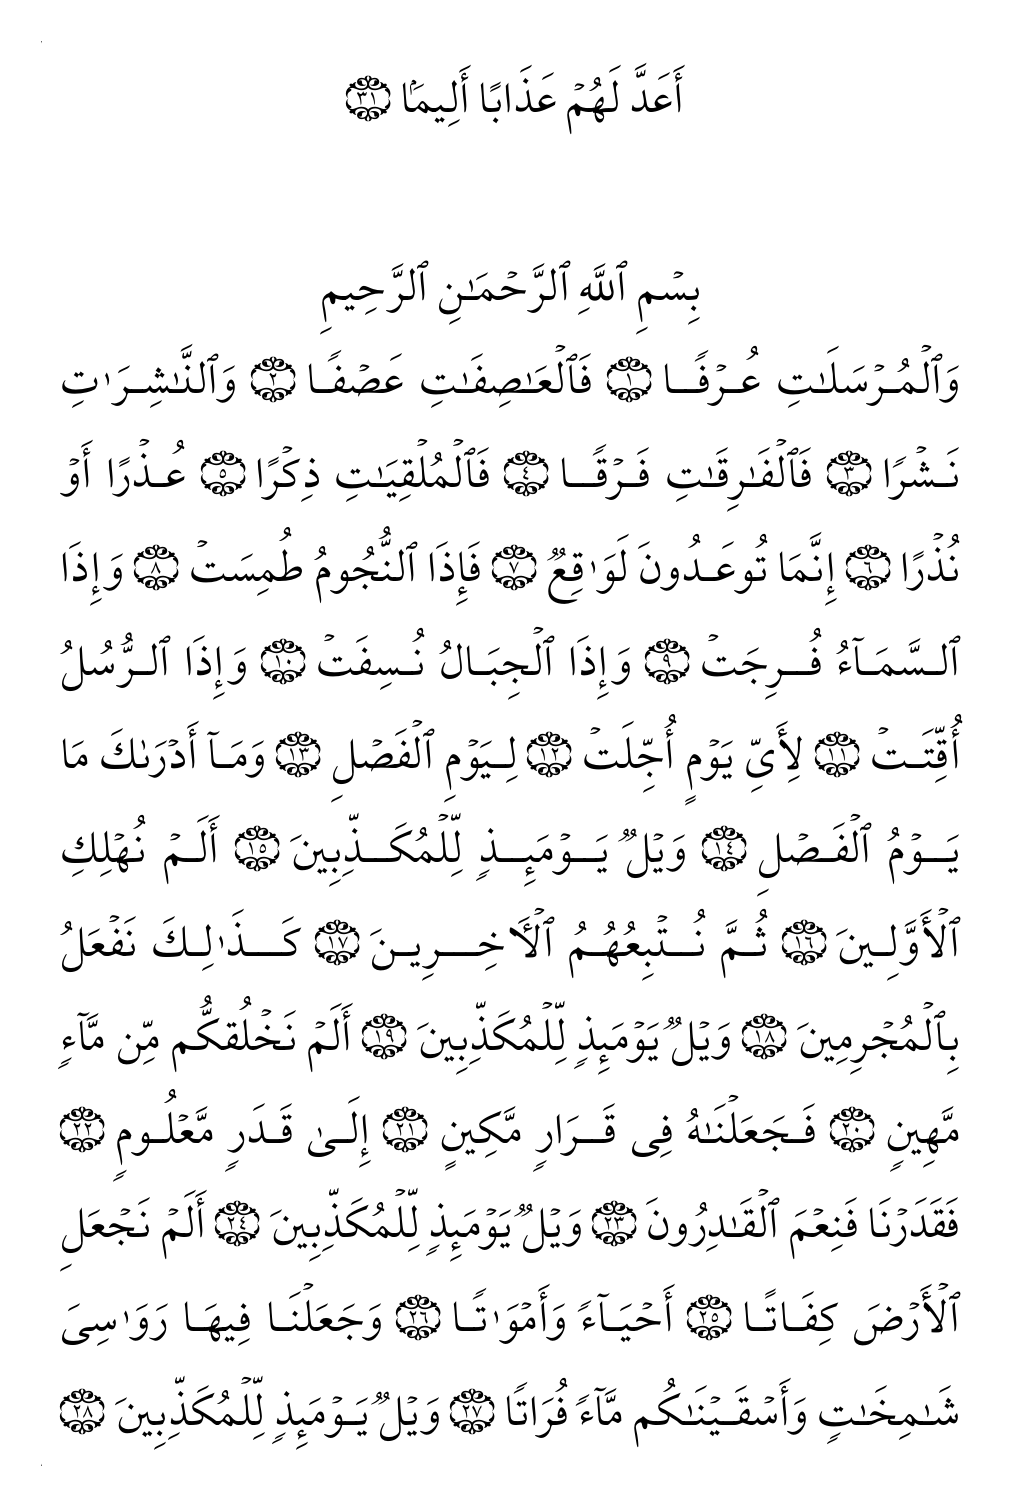 أَعَدَّ لَهُمۡ عَذَابًا أَلِيمَۢا ٣١
بِسۡمِ ٱللَّهِ ٱلرَّحۡمَٰنِ ٱلرَّحِيمِ
وَٱلۡمُرۡسَلَٰتِ عُرۡفًا ١ فَٱلۡعَٰصِفَٰتِ عَصۡفًا ٢ وَٱلنَّٰشِرَٰتِ
نَشۡرًا ٣ فَٱلۡفَٰرِقَٰتِ فَرۡقًا ٤ فَٱلۡمُلۡقِيَٰتِ ذِكۡرًا ٥ عُذۡرًا أَوۡ
نُذۡرًا ٦ إِنَّمَا تُوعَدُونَ لَوَٰقِعٞ ٧ فَإِذَا ٱلنُّجُومُ طُمِسَتۡ ٨ وَإِذَا
ٱلسَّمَآءُ فُرِجَتۡ ٩ وَإِذَا ٱلۡجِبَالُ نُسِفَتۡ ١٠ وَإِذَا ٱلرُّسُلُ
أُقِّتَتۡ ١١ لِأَيِّ يَوۡمٍ أُجِّلَتۡ ١٢ لِيَوۡمِ ٱلۡفَصۡلِ ١٣ وَمَآ أَدۡرَىٰكَ مَا
يَوۡمُ ٱلۡفَصۡلِ ١٤ وَيۡلٞ يَوۡمَئِذٖ لِّلۡمُكَذِّبِينَ ١٥ أَلَمۡ نُهۡلِكِ
ٱلۡأَوَّلِينَ ١٦ ثُمَّ نُتۡبِعُهُمُ ٱلۡأٓخِرِينَ ١٧ كَذَٰلِكَ نَفۡعَلُ
بِٱلۡمُجۡرِمِينَ ١٨ وَيۡلٞ يَوۡمَئِذٖ لِّلۡمُكَذِّبِينَ ١٩ أَلَمۡ نَخۡلُقكُّم مِّن مَّآءٖ
مَّهِينٖ ٢٠ فَجَعَلۡنَٰهُ فِي قَرَارٖ مَّكِينٍ ٢١ إِلَىٰ قَدَرٖ مَّعۡلُومٖ ٢٢
فَقَدَرۡنَا فَنِعۡمَ ٱلۡقَٰدِرُونَ ٢٣ وَيۡلٞ يَوۡمَئِذٖ لِّلۡمُكَذِّبِينَ ٢٤ أَلَمۡ نَجۡعَلِ
ٱلۡأَرۡضَ كِفَاتًا ٢٥ أَحۡيَآءٗ وَأَمۡوَٰتٗا ٢٦ وَجَعَلۡنَا فِيهَا رَوَٰسِيَ
شَٰمِخَٰتٖ وَأَسۡقَيۡنَٰكُم مَّآءٗ فُرَاتٗا ٢٧ وَيۡلٞ يَوۡمَئِذٖ لِّلۡمُكَذِّبِينَ ٢٨